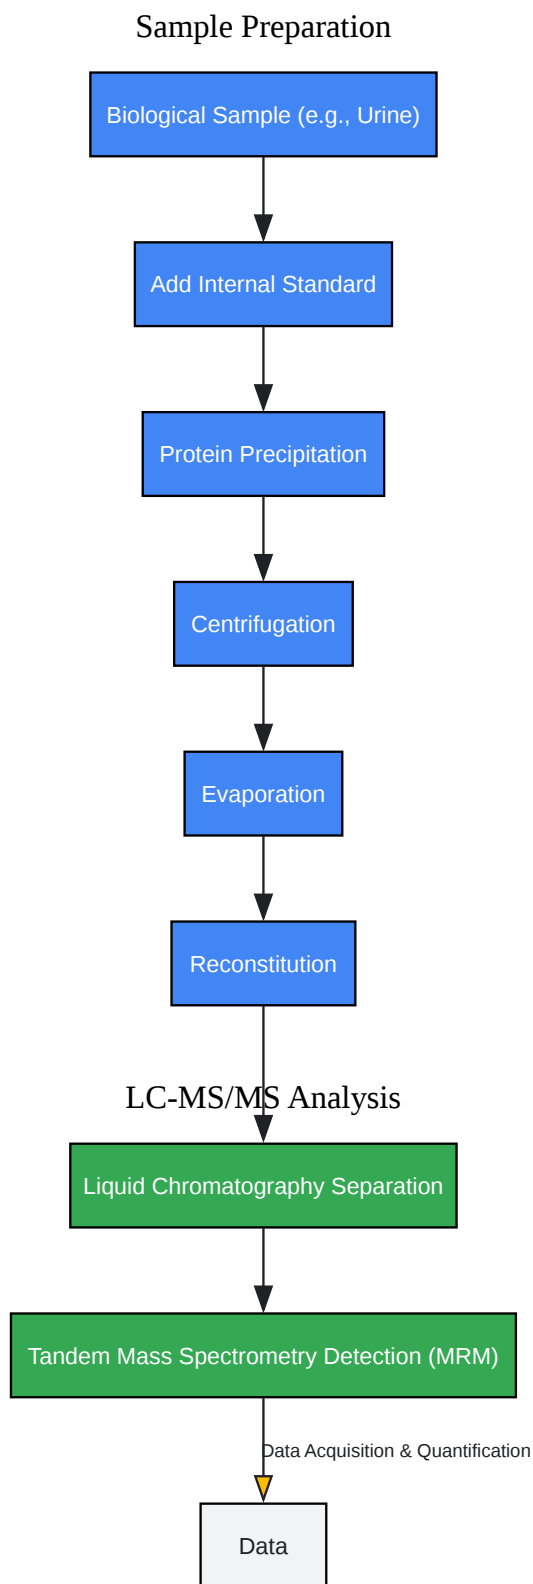 Sample Preparation
Biological Sample (e.g., Urine)
Add Internal Standard
Protein Precipitation
Centrifugation
Evaporation
Reconstitution
LC-MS/MS Analysis
Liquid Chromatography Separation
Tandem Mass Spectrometry Detection (MRM)
Data Acquisition & Quantification
Data